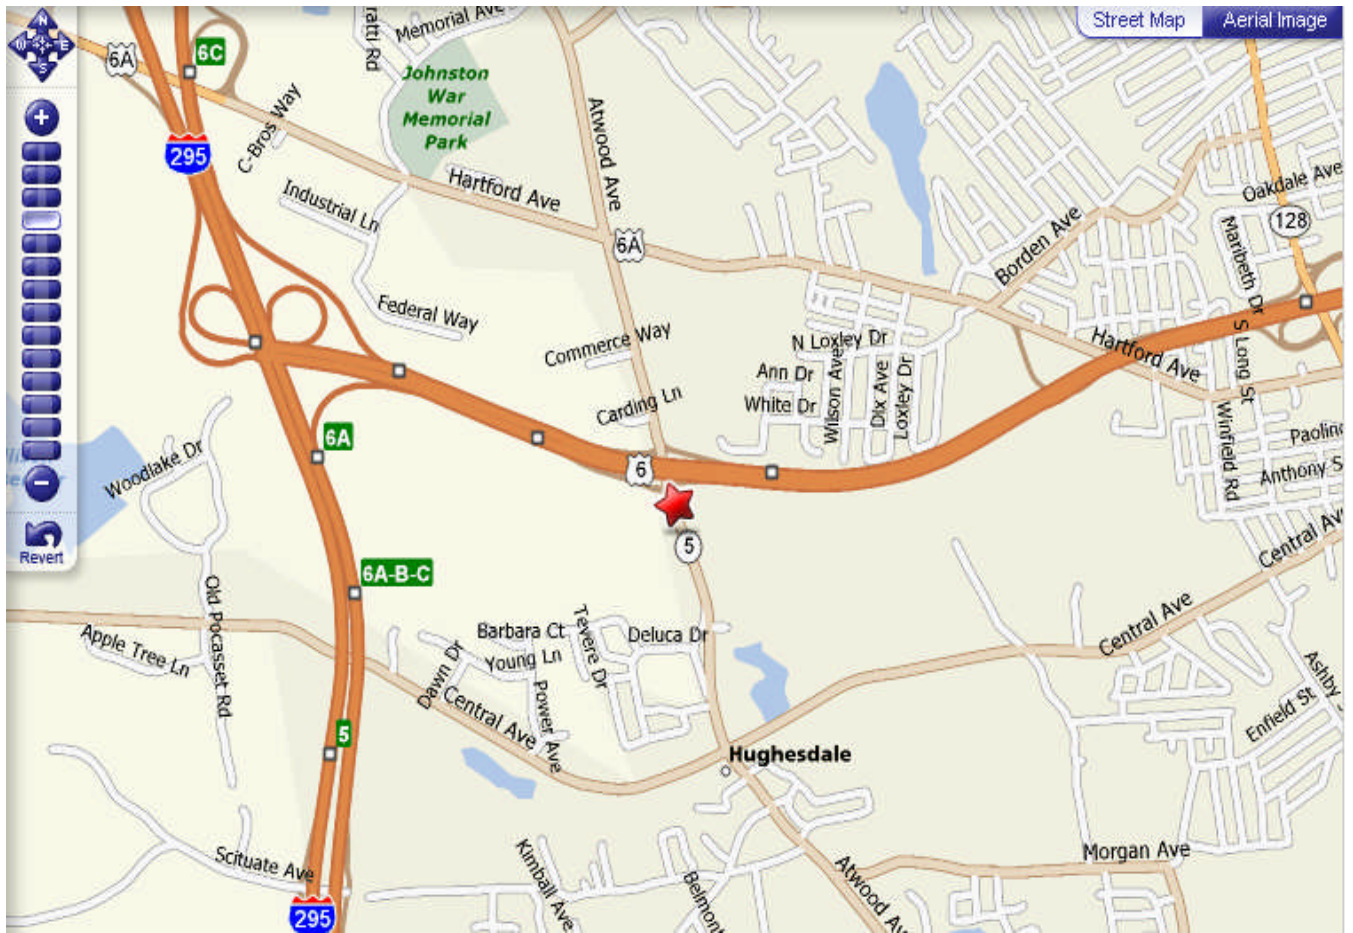 Street Map
Aerial Image
N
W
E
S
6A
6C
ratti Rd
Memorial Ave
Johnston
War
Memorial
Park
295
C-Bros Way
Atwood Ave
Hartford Ave
Industrial Ln
6A
Oakdale Ave
128
Borden Ave
Maribeth Dr
Federal Way
Commerce Way
N Loxley Dr
Hartford Ave
S Long St
Ann Dr
White Dr
Wilson Ave
Dix Ave
Loxley Dr
Carding Ln
Winfield Rd
6A
6
Woodlake Dr
Paolino
Anthony S
Revert
5
Central Av
6A-B-C
Old Pocasset Rd
Apple Tree Ln
Barbara Ct
Tevere Dr
Deluca Dr
Young Ln
Dawn Dr
Power Ave
Central Ave
Central Ave
Ashby
Enfield St
5
Hughesdale
Scituate Ave
Kimball Ave
Belmont
Atwood Av
Morgan Ave
295